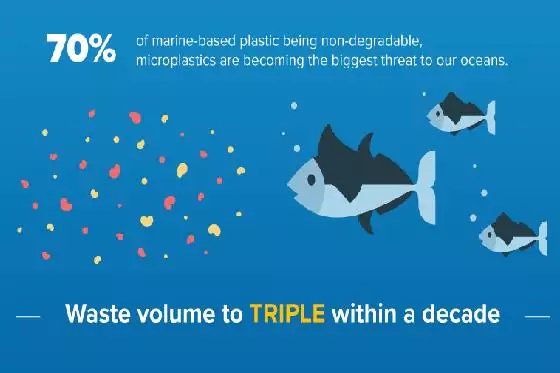 70%
of marine-based plastic being non-degradable,
microplastics are becoming the biggest threat to our oceans.
Waste volume to TRIPLE within a decade